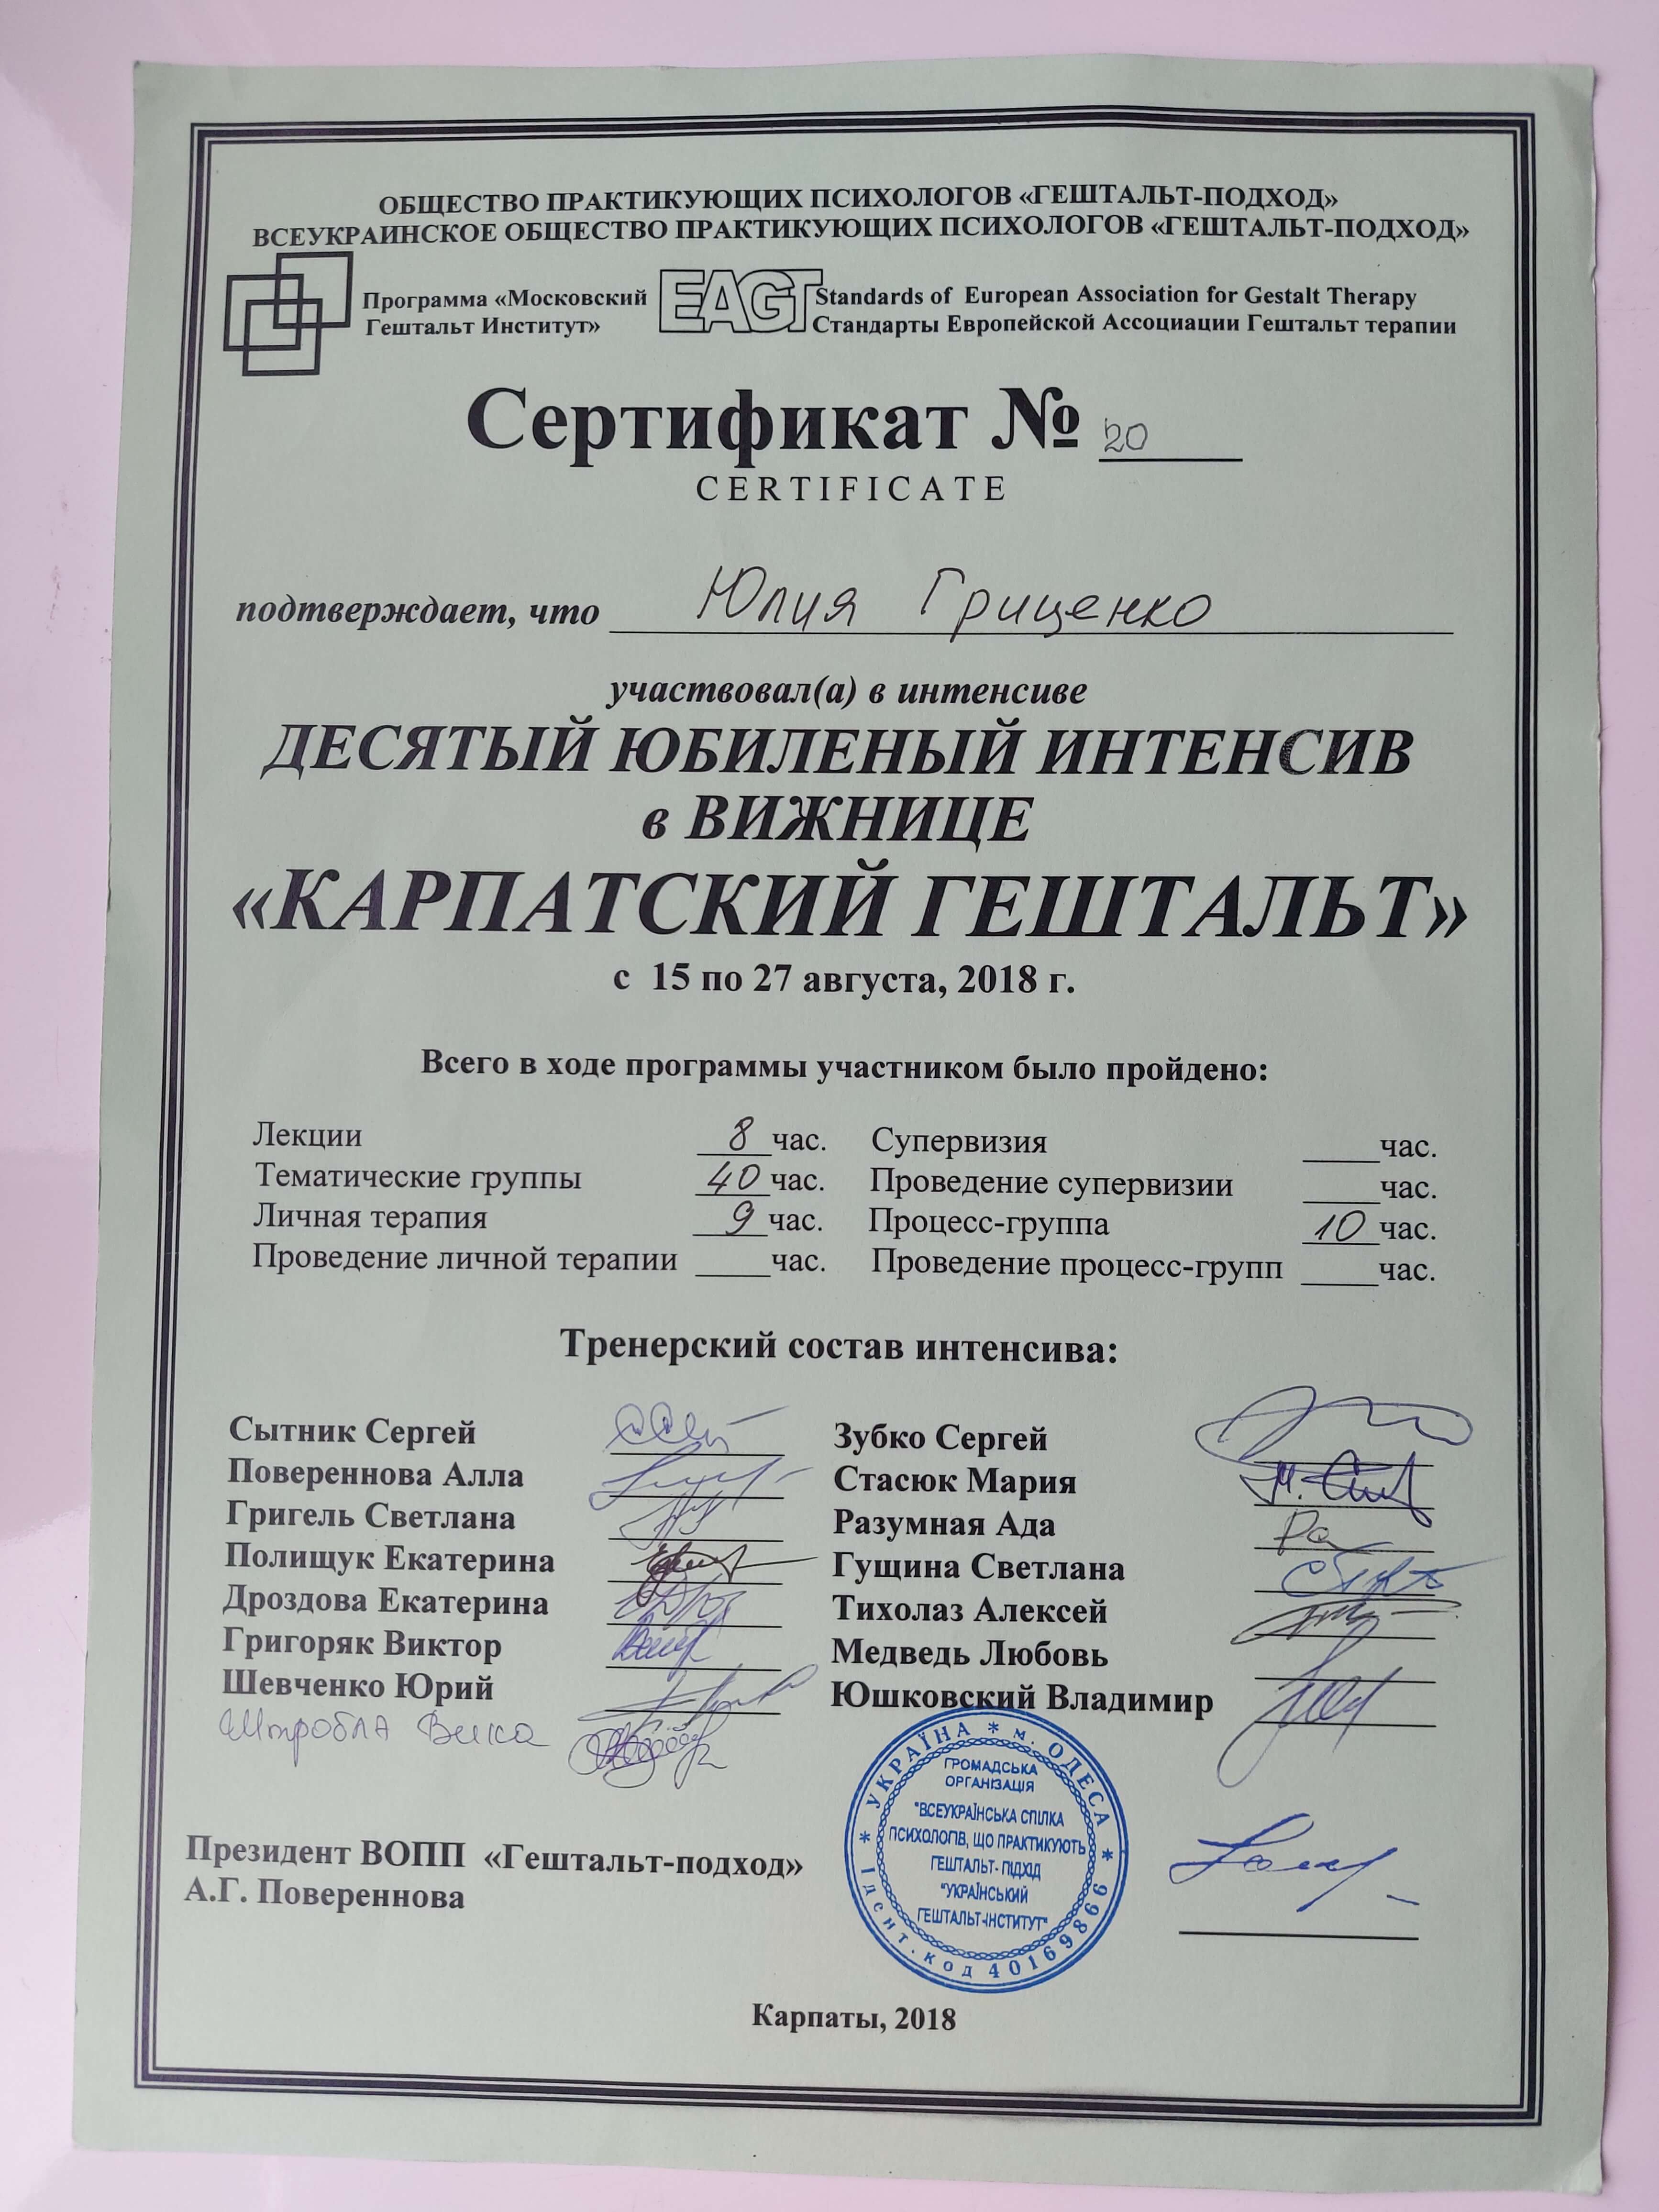 ОБЩЕСТВО ПРАКТИКУЮЩИХ ПСИХОЛОГОВ «ГЕШТАЛЬТ-ПОДХОД»
ВСЕУКРАИНСКОЕ ОБЩЕСТВО ПРАКТИКУЮЩИХ ПСИХОЛОГОВ «ГЕШТАЛЬТ-ПОДХОД»
Программа «Московский
Гештальт Институт»
EAGT
Standards of European Association for Gestalt Therapy
Стандарты Европейской Ассоциации Гештальт терапии
Сертификат № 20
CERTIFICATE
подтверждает, что Юлия Гриценко
участвовал(а) в интенсиве
ДЕСЯТЫЙ ЮБИЛЕНЫЙ ИНТЕНСИВ
в ВИЖНИЦЕ
«КАРПАТСКИЙ ГЕШТАЛЬТ»
с 15 по 27 августа, 2018 г.
Всего в ходе программы участником было пройдено:
Лекции 8 час. Супервизия час.
Тематические группы 40 час. Проведение супервизии час.
Личная терапия 9 час. Процесс-группа 10 час.
Проведение личной терапии час. Проведение процесс-групп час.
Тренерский состав интенсива:
Сытник Сергей Зубко Сергей
Повереннова Алла Стасюк Мария
Григель Светлана Разумная Ада
Полищук Екатерина Гущина Светлана
Дроздова Екатерина Тихолаз Алексей
Григоряк Виктор Медведь Любовь
Шевченко Юрий Юшковский Владимир
Вика
УКРАЇНА * м. ОДЕСА *
Ідент. код 40169866 *
ГРОМАДСЬКА
ОРГАНІЗАЦІЯ
"ВСЕУКРАЇНСЬКА СПІЛКА
ПСИХОЛОГІВ, ЩО ПРАКТИКУЮТЬ
ГЕШТАЛЬТ- ПІДХІД
"УКРАЇНСЬКИЙ
ГЕШТАЛЬТ-ІНСТИТУТ"
Президент ВОПП «Гештальт-подход»
А.Г. Повереннова
Карпаты, 2018